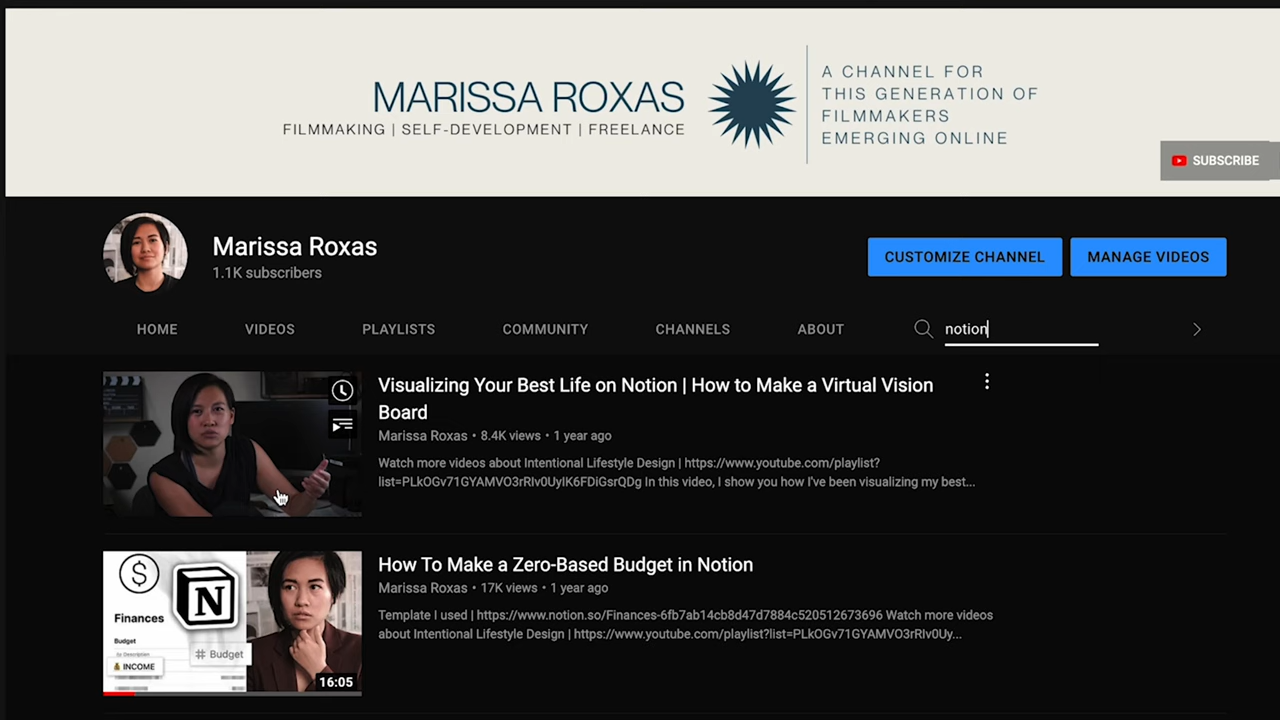 MARISSA ROXAS
FILMMAKING | SELF-DEVELOPMENT | FREELANCE
A CHANNEL FOR
THIS GENERATION OF
FILMMAKERS
EMERGING ONLINE
SUBSCRIBE
Marissa Roxas
1.1K subscribers
CUSTOMIZE CHANNEL
MANAGE VIDEOS
HOME VIDEOS PLAYLISTS COMMUNITY CHANNELS ABOUT notion
Visualizing Your Best Life on Notion | How to Make a Virtual Vision
Board
Marissa Roxas • 8.4K views • 1 year ago
Watch more videos about Intentional Lifestyle Design | https://www.youtube.com/playlist?
list=PLkOGv71GYAMVO3rRlv0UyIK6FDiGsrQDg In this video, I show you how I've been visualizing my best...
$
N
Finances
Budget
INCOME
# Budget
16:05
How To Make a Zero-Based Budget in Notion
Marissa Roxas • 17K views • 1 year ago
Template I used | https://www.notion.so/Finances-6fb7ab14cb8d47d7884c520512673696 Watch more videos
about Intentional Lifestyle Design | https://www.youtube.com/playlist?list=PLkOGv71GYAMVO3rRlv0Uy...